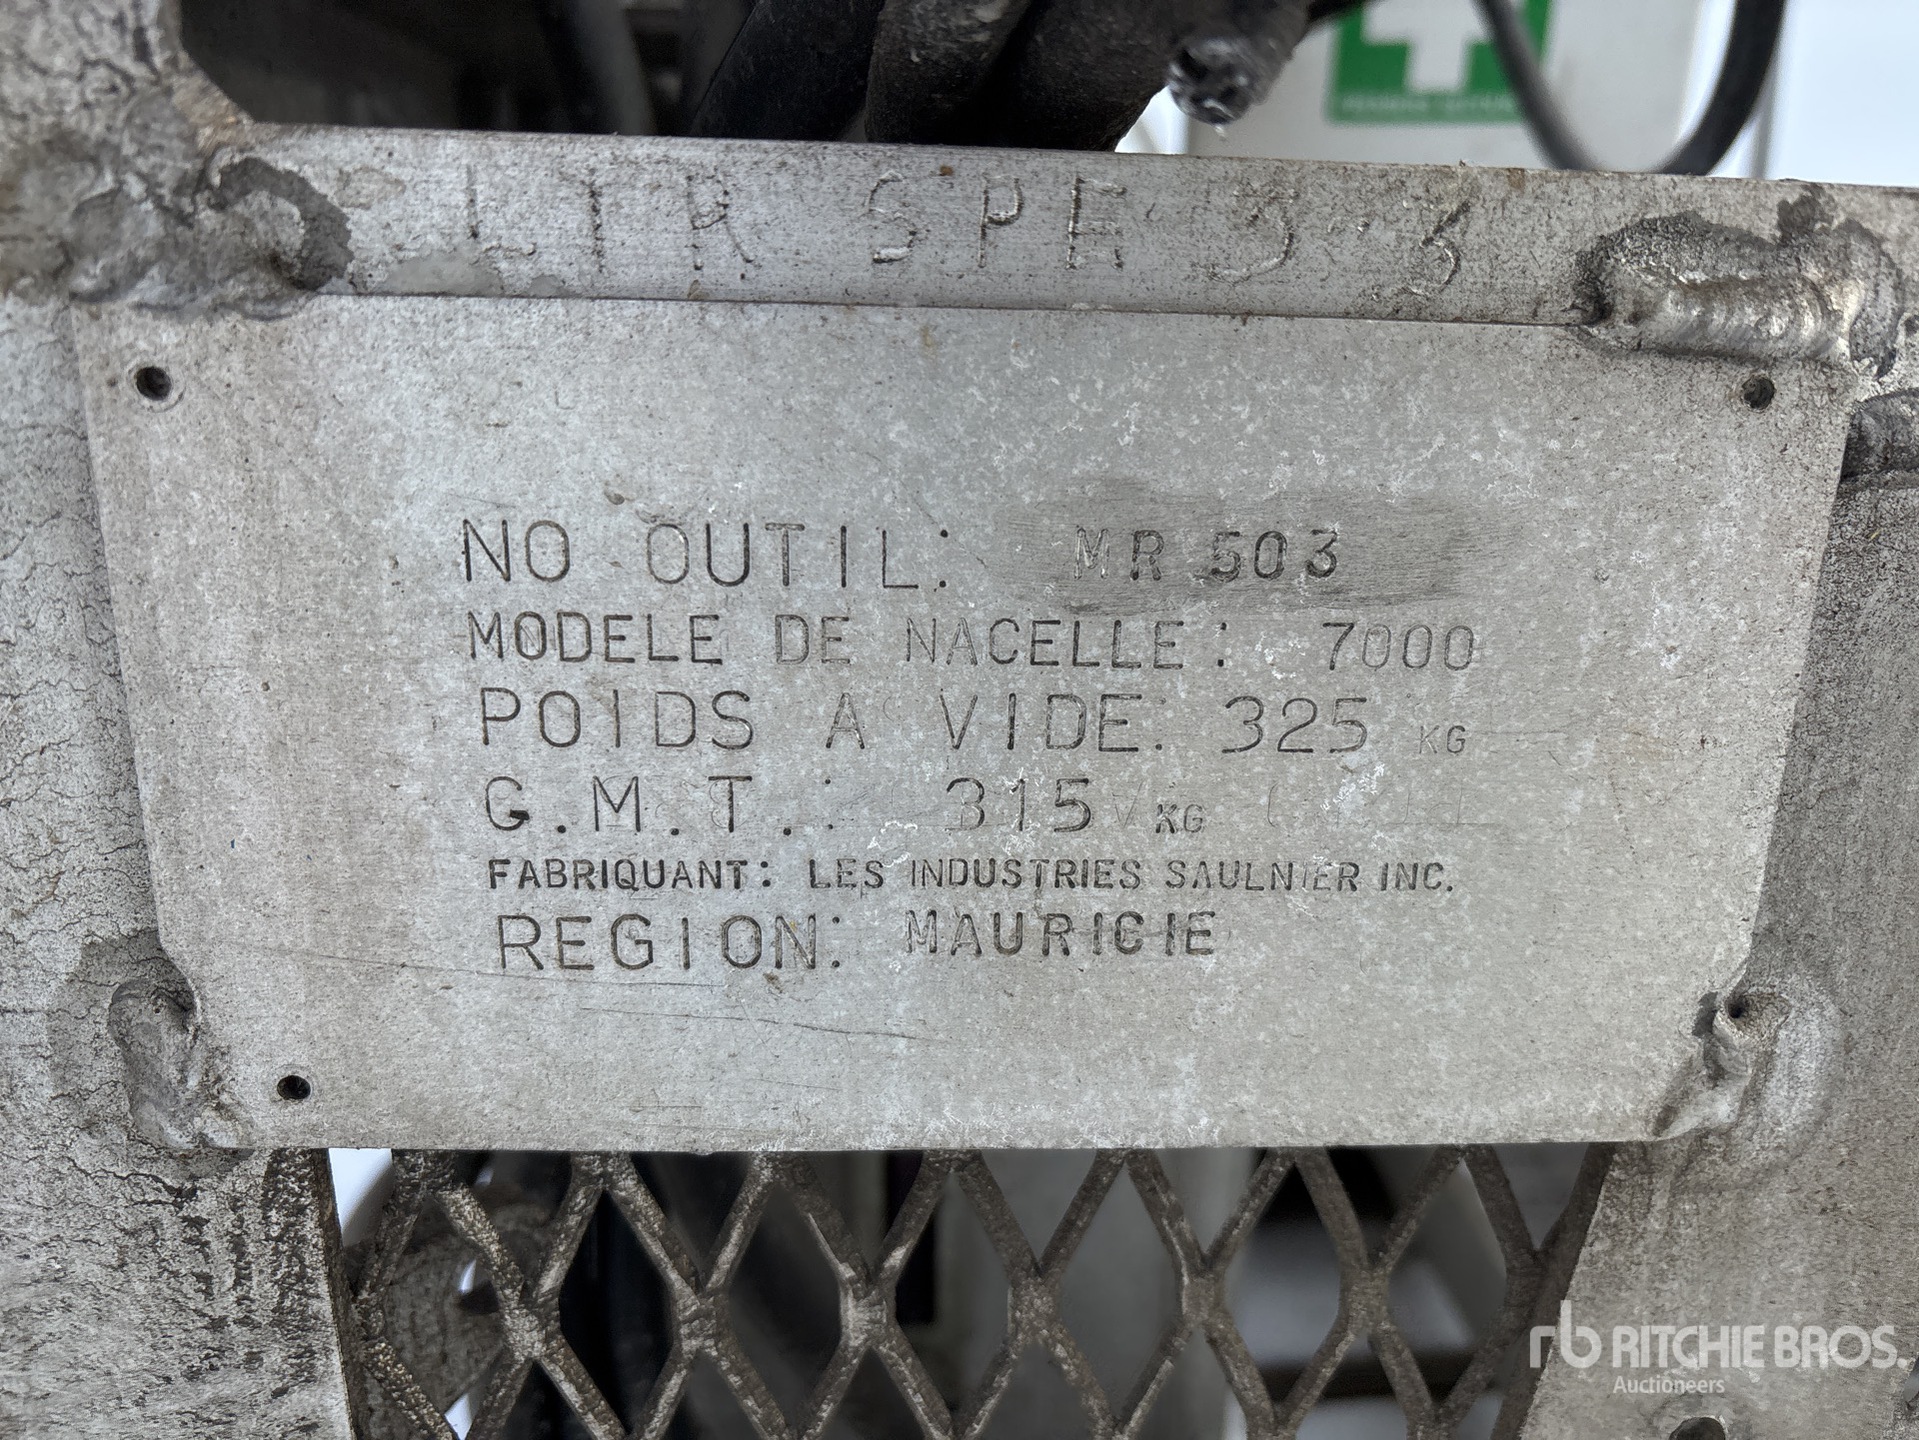 NO OUTIL: MR 503
MODELE DE NACELLE: 7000
POIDS A VIDE: 325 KG
G.M.T.: 315 KG
FABRIQUANT: LES INDUSTRIES SAULNIER INC.
REGION: MAURICIE
rb RITCHIE BROS.
Auctioneers